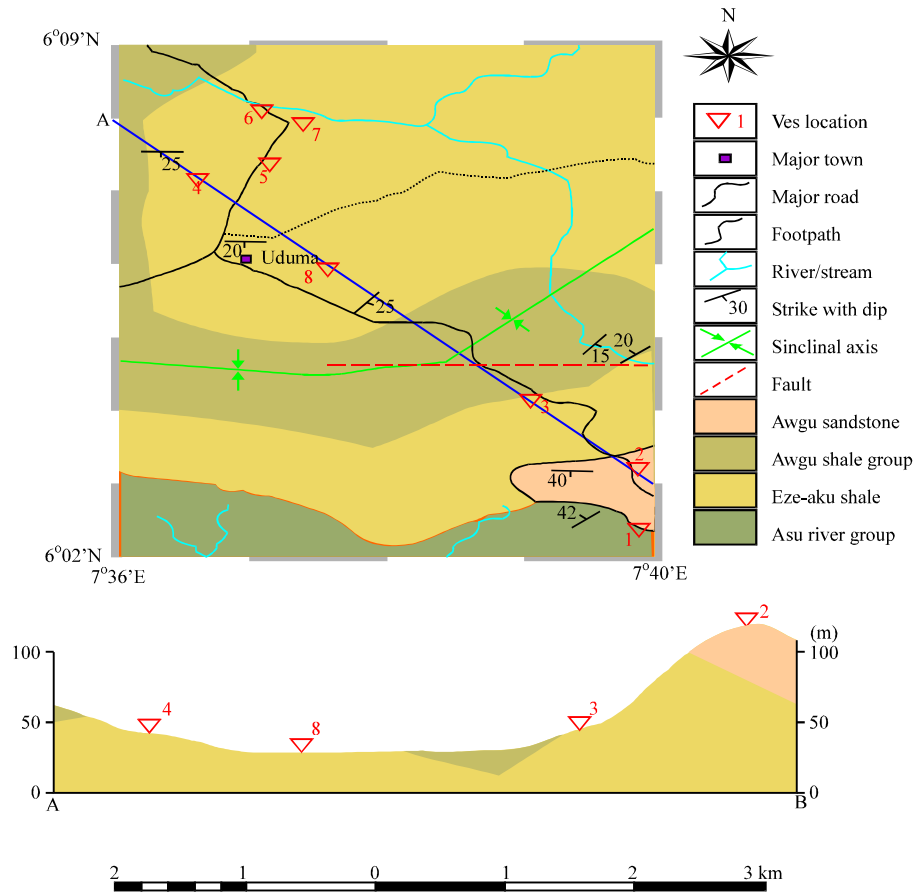 N
6°09'N
A
6
7
5
25
4
20
Uduma
8
25
20
15
3
2
40
42
1
6°02'N
7°36'E
7°40'E
1 Ves location
Major town
Major road
Footpath
River/stream
30 Strike with dip
Sinclinal axis
Fault
Awgu sandstone
Awgu shale group
Eze-aku shale
Asu river group
2
(m)
100
100
4
8
3
50
50
0
0
A
B
2 1 0 1 2 3 km